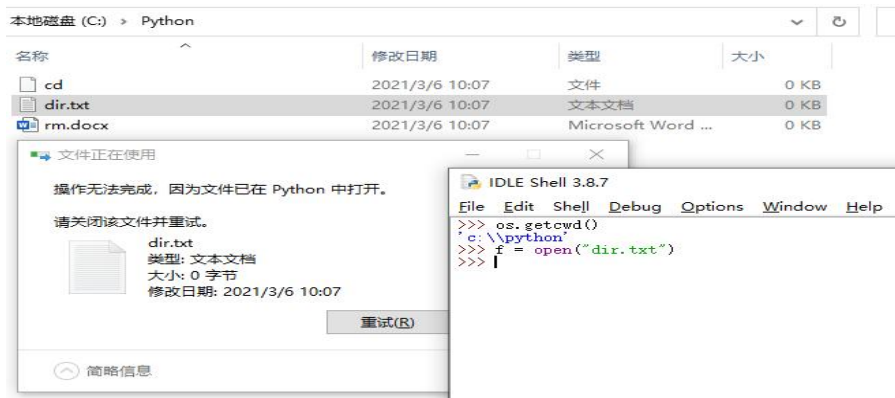 本地磁盘 (C:) > Python
名称 修改日期 类型 大小
cd 2021/3/6 10:07 文件 0 KB
dir.txt 2021/3/6 10:07 文本文档 0 KB
rm.docx 2021/3/6 10:07 Microsoft Word ... 0 KB
文件正在使用
操作无法完成，因为文件已在 Python 中打开。
请关闭该文件并重试。
dir.txt
类型: 文本文档
大小: 0 字节
修改日期: 2021/3/6 10:07
重试(R)
简略信息
IDLE Shell 3.8.7
File Edit Shell Debug Options Window Help
>>> os.getcwd()
'c:\\python'
>>> f = open("dir.txt")
>>>